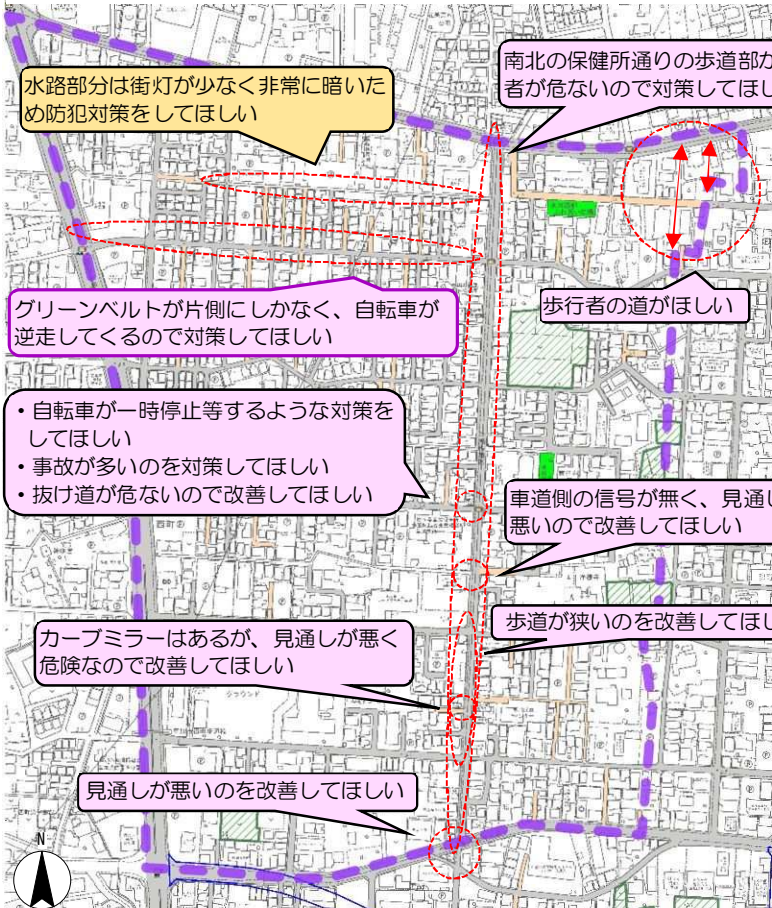 南北の保健所通りの歩道部か
者が危ないので対策してほし
水路部分は街灯が少なく非常に暗いた
め防犯対策をしてほしい
グリーンベルトが片側にしかなく、自転車が
逆走してくるので対策してほしい
歩行者の道がほしい
・自転車が一時停止等するような対策を
してほしい
・事故が多いのを対策してほしい
・抜け道が危ないので改善してほしい
車道側の信号が無く、見通し
悪いので改善してほしい
西町
歩道が狭いのを改善してほし
カーブミラーはあるが、見通しが悪く
危険なので改善してほしい
グラウンド
見通しが悪いのを改善してほしい
N